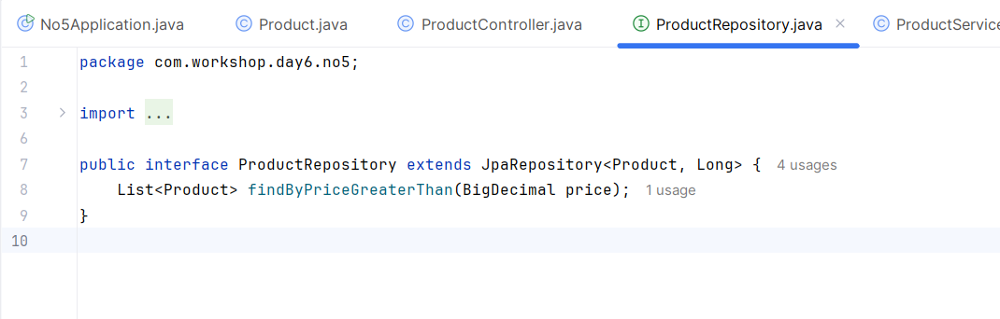 No5Application.java Product.java ProductController.java ProductRepository.java ProductService
1 package com.workshop.day6.no5;
2
3 import ...
6
7 public interface ProductRepository extends JpaRepository<Product, Long> { 4 usages
8 List<Product> findByPriceGreaterThan(BigDecimal price); 1 usage
9 }
10